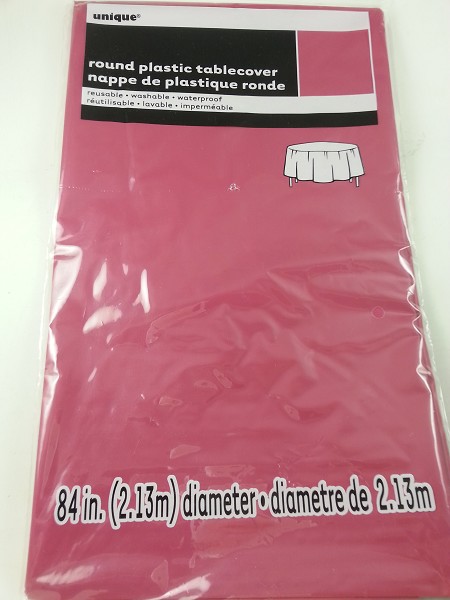 unique®
round plastic tablecover
nappe de plastique ronde
reusable • washable • waterproof
réutilisable • lavable • imperméable
84 in. (2.13m) diameter • diametre de 2.13m